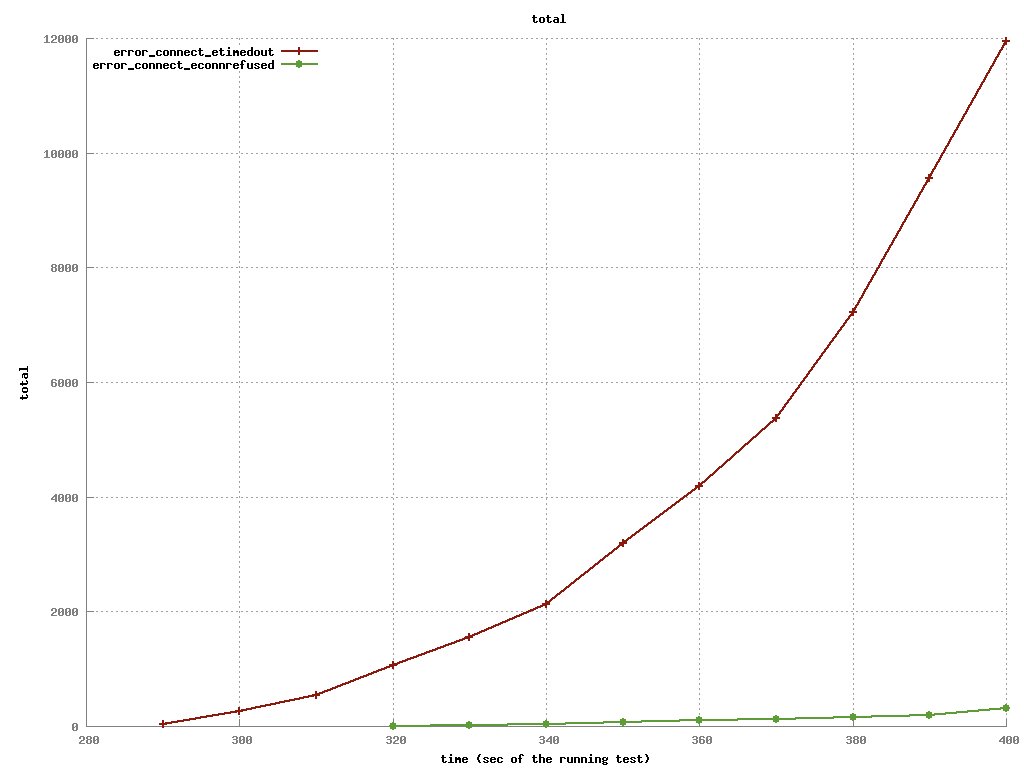 total
12000
error_connect_etimedout
error_connect_econnrefused
10000
8000
6000
total
4000
2000
0
280 300 320 340 360 380 400
time (sec of the running test)